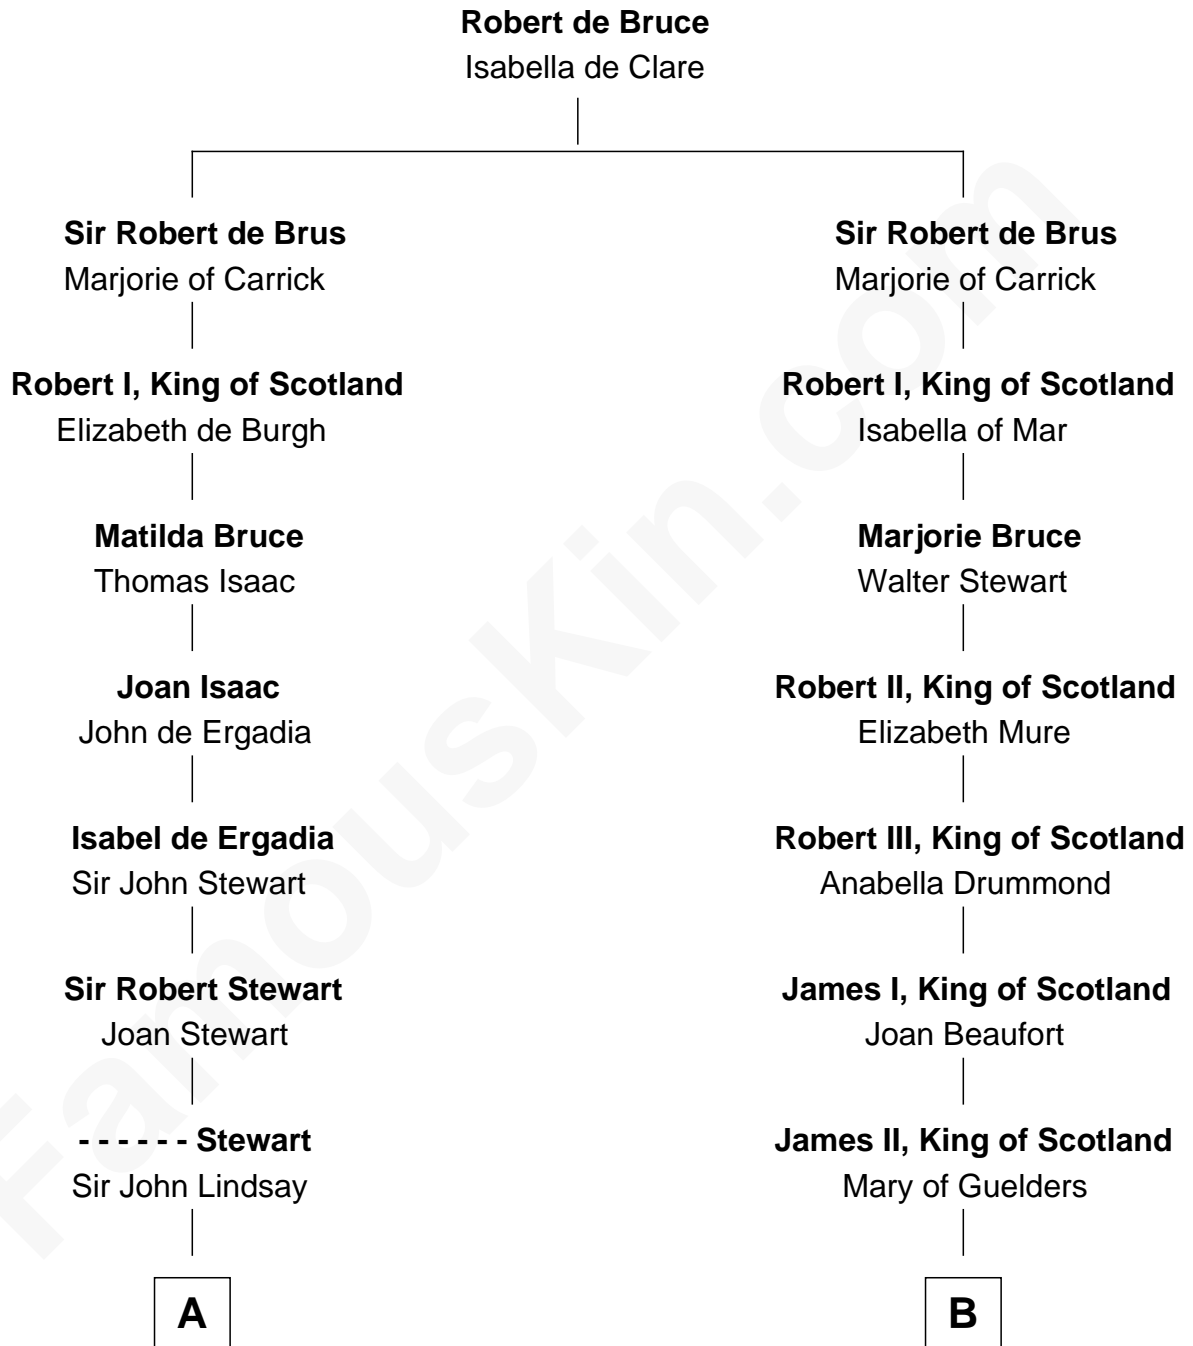 Robert de Bruce
Isabella de Clare
Sir Robert de Brus
Marjorie of Carrick
Sir Robert de Brus
Marjorie of Carrick
Robert I, King of Scotland
Elizabeth de Burgh
Robert I, King of Scotland
Isabella of Mar
Matilda Bruce
Thomas Isaac
Marjorie Bruce
Walter Stewart
Joan Isaac
John de Ergadia
Robert II, King of Scotland
Elizabeth Mure
Isabel de Ergadia
Sir John Stewart
Robert III, King of Scotland
Anabella Drummond
Sir Robert Stewart
Joan Stewart
James I, King of Scotland
Joan Beaufort
- - - - - - Stewart
Sir John Lindsay
James II, King of Scotland
Mary of Guelders
A
B
FamousKin.com